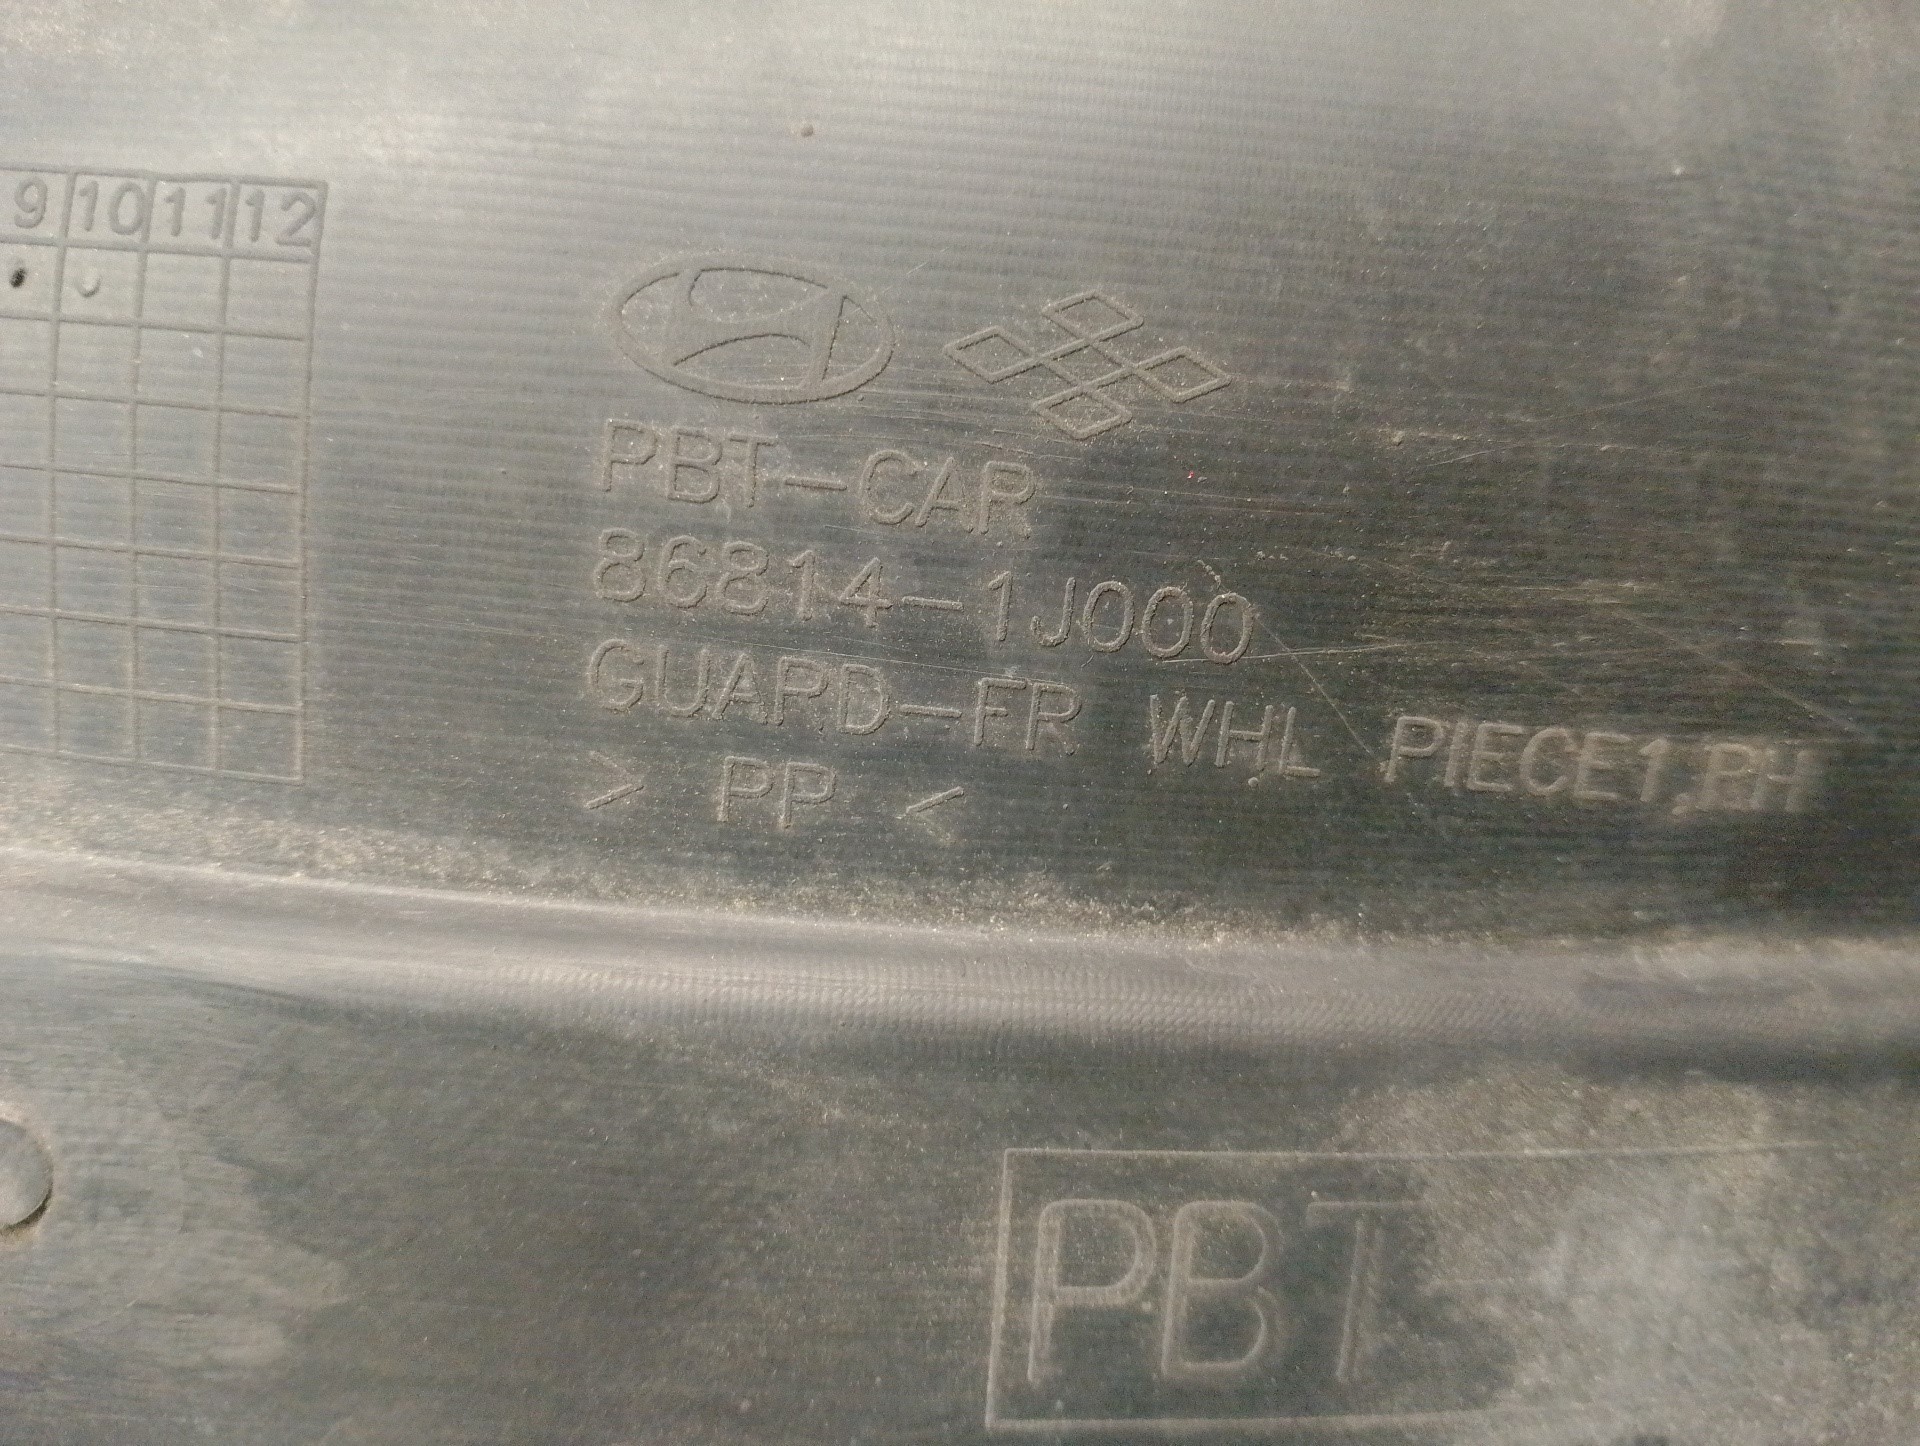 9 10 11 12
PBT-CAR
86814-1J000
GUARD-FR WHL PIECE1,RH
> PP <
PBT